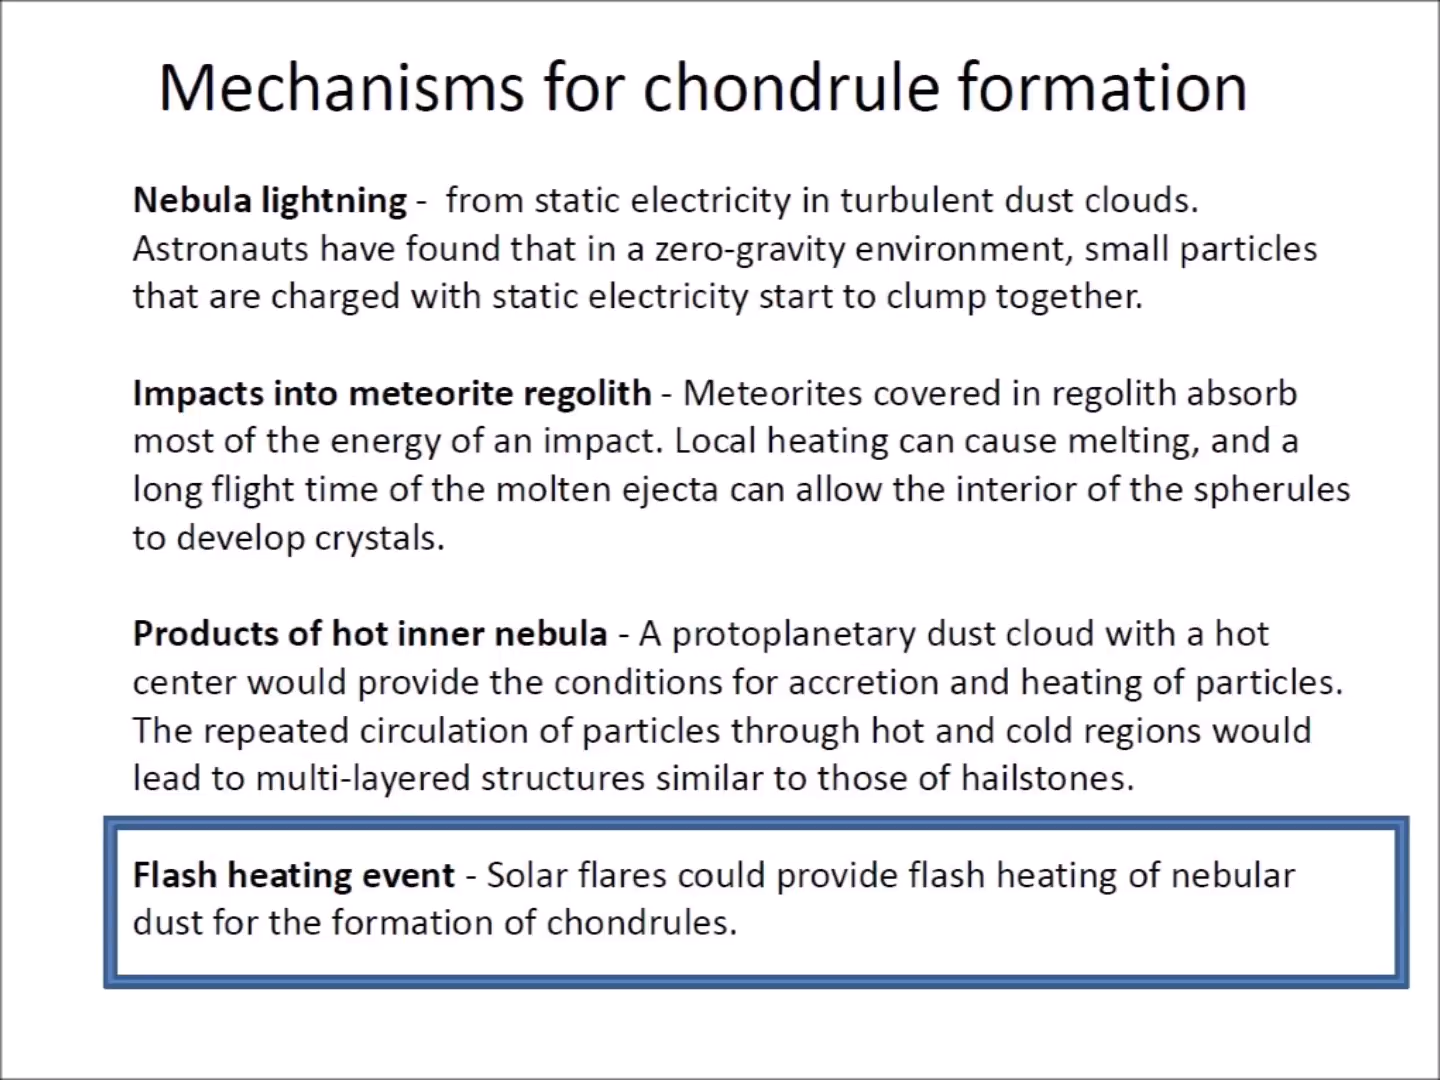 Mechanisms for chondrule formation
Nebula lightning -  from static electricity in turbulent dust clouds.
Astronauts have found that in a zero-gravity environment, small particles
that are charged with static electricity start to clump together.
Impacts into meteorite regolith - Meteorites covered in regolith absorb
most of the energy of an impact. Local heating can cause melting, and a
long flight time of the molten ejecta can allow the interior of the spherules
to develop crystals.
Products of hot inner nebula - A protoplanetary dust cloud with a hot
center would provide the conditions for accretion and heating of particles.
The repeated circulation of particles through hot and cold regions would
lead to multi-layered structures similar to those of hailstones.
Flash heating event - Solar flares could provide flash heating of nebular
dust for the formation of chondrules.